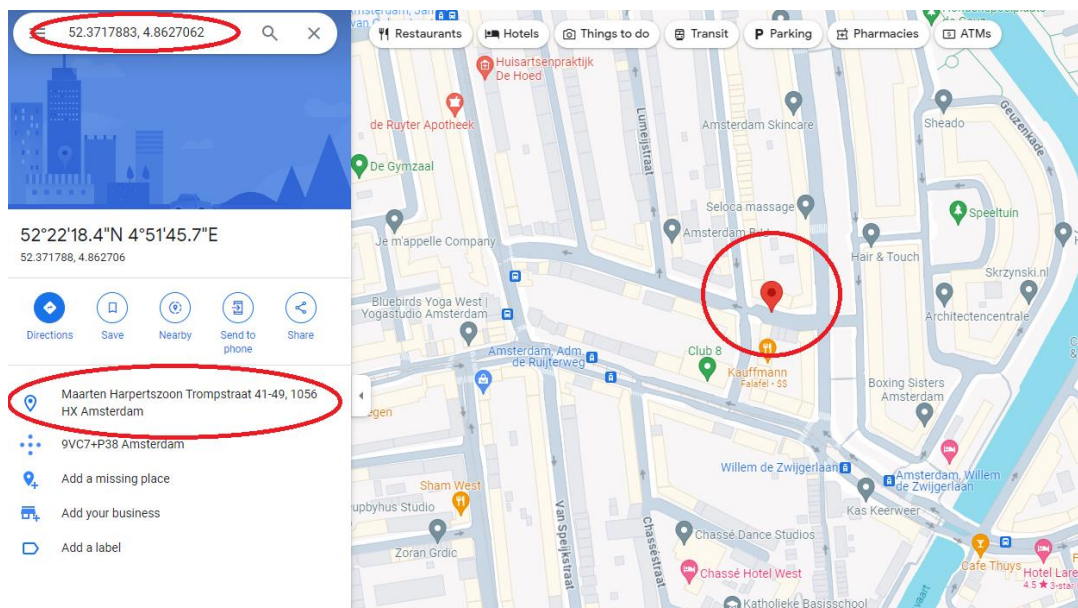 52.3717883, 4.8627062
Restaurants
Hotels
Things to do
Transit
Parking
Pharmacies
ATMs
52°22'18.4"N 4°51'45.7"E
52.371788, 4.862706
Directions
Save
Nearby
Send to
phone
Share
Maarten Harpertszoon Trompstraat 41-49, 1056
HX Amsterdam
9VC7+P38 Amsterdam
Add a missing place
Add your business
Add a label
Huisartsenpraktijk
De Hoed
de Ruyter Apotheek
Lumeijstraat
Amsterdam Skincare
Sheado
Geuzenkade
De Gymzaal
Seloca massage
Speeltuin
Je m'appelle Company
Hair & Touch
Skrzynski.nl
Bluebirds Yoga West |
Yogastudio Amsterdam
Architectencentrale
Amsterdam, Adm.
de Ruijterweg
Club 8
Kauffmann
Falafel • $$
Boxing Sisters
Amsterdam
Willem de Zwijgerlaan
Amsterdam, Willem
de Zwijgerlaan
Sham West
Kas Keerweer
Van Speijkstraat
Chasséstraat
Chassé Dance Studios
Zoran Grdic
Cafe Thuys
Chassé Hotel West
Hotel Lare
4.5 ★ 3-star
Katholieke Basisschool